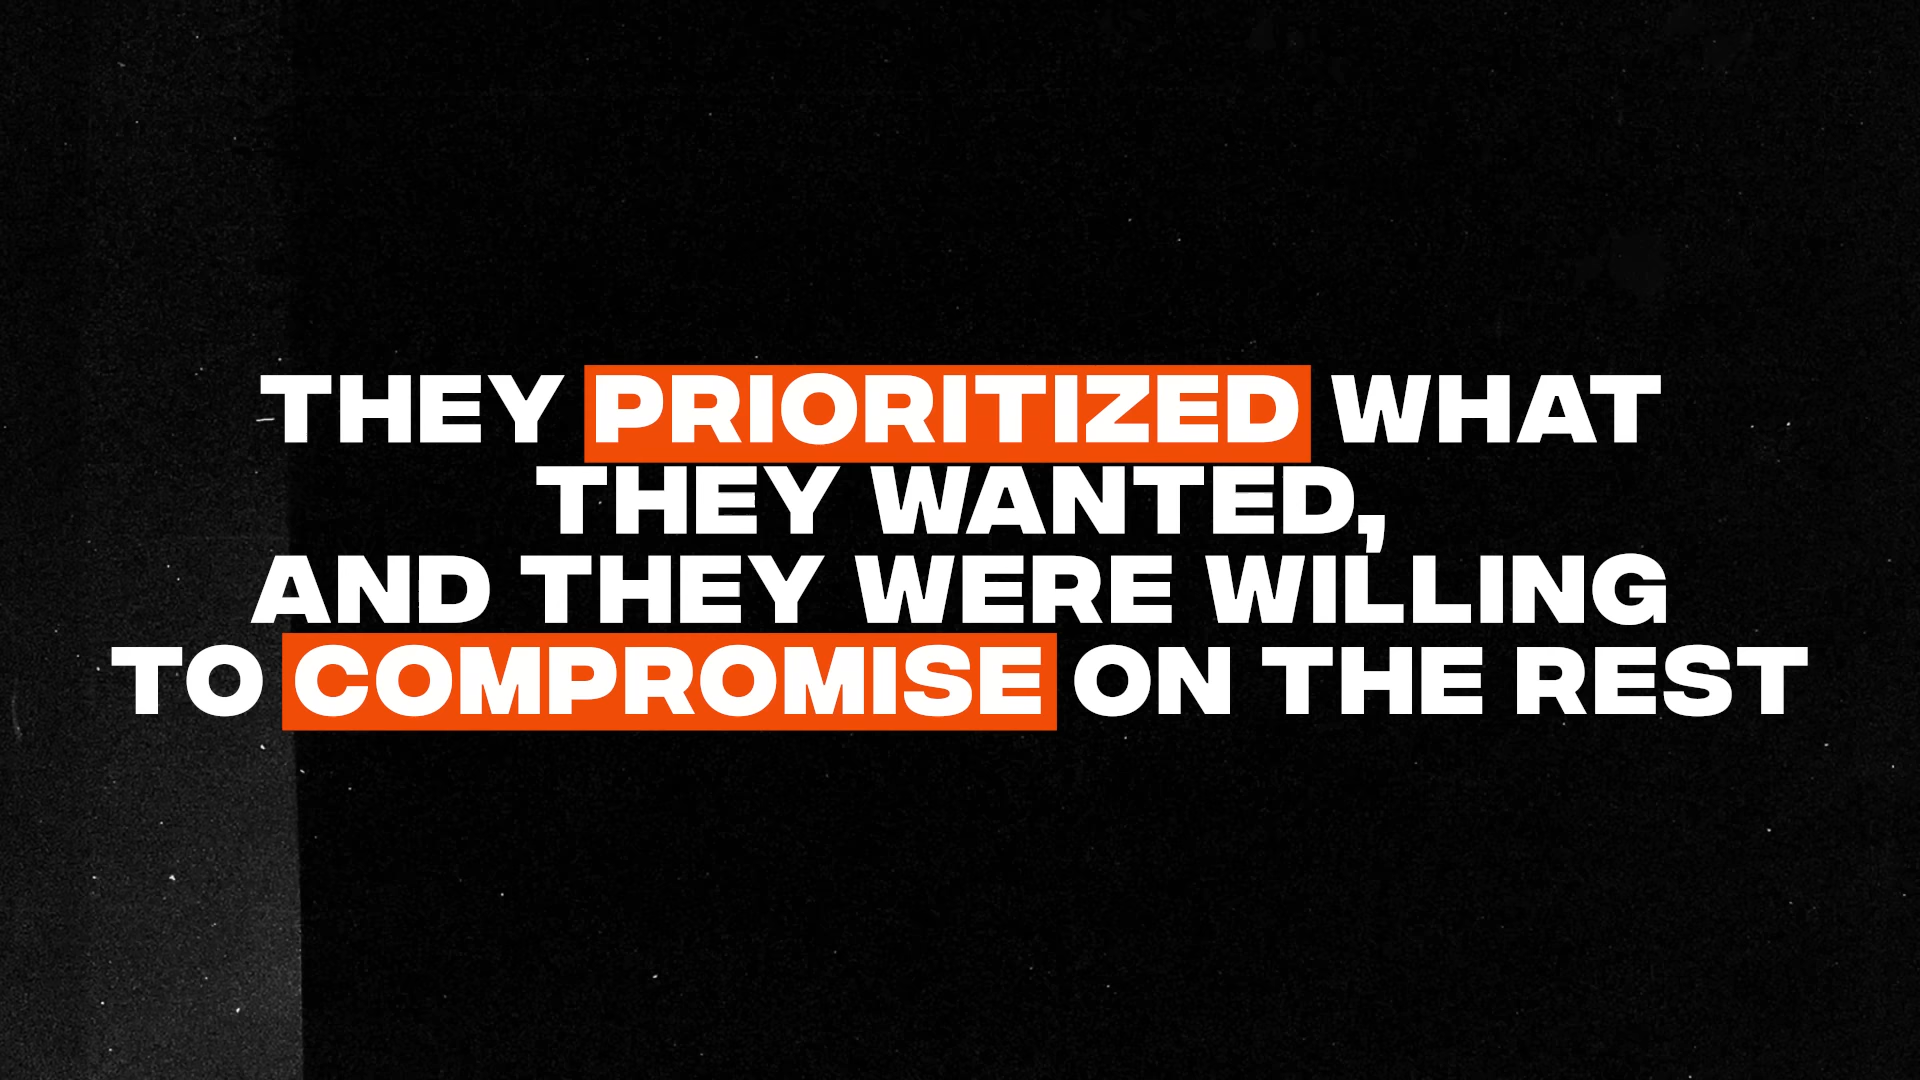 THEY PRIORITIZED WHAT
THEY WANTED,
AND THEY WERE WILLING
TO COMPROMISE ON THE REST